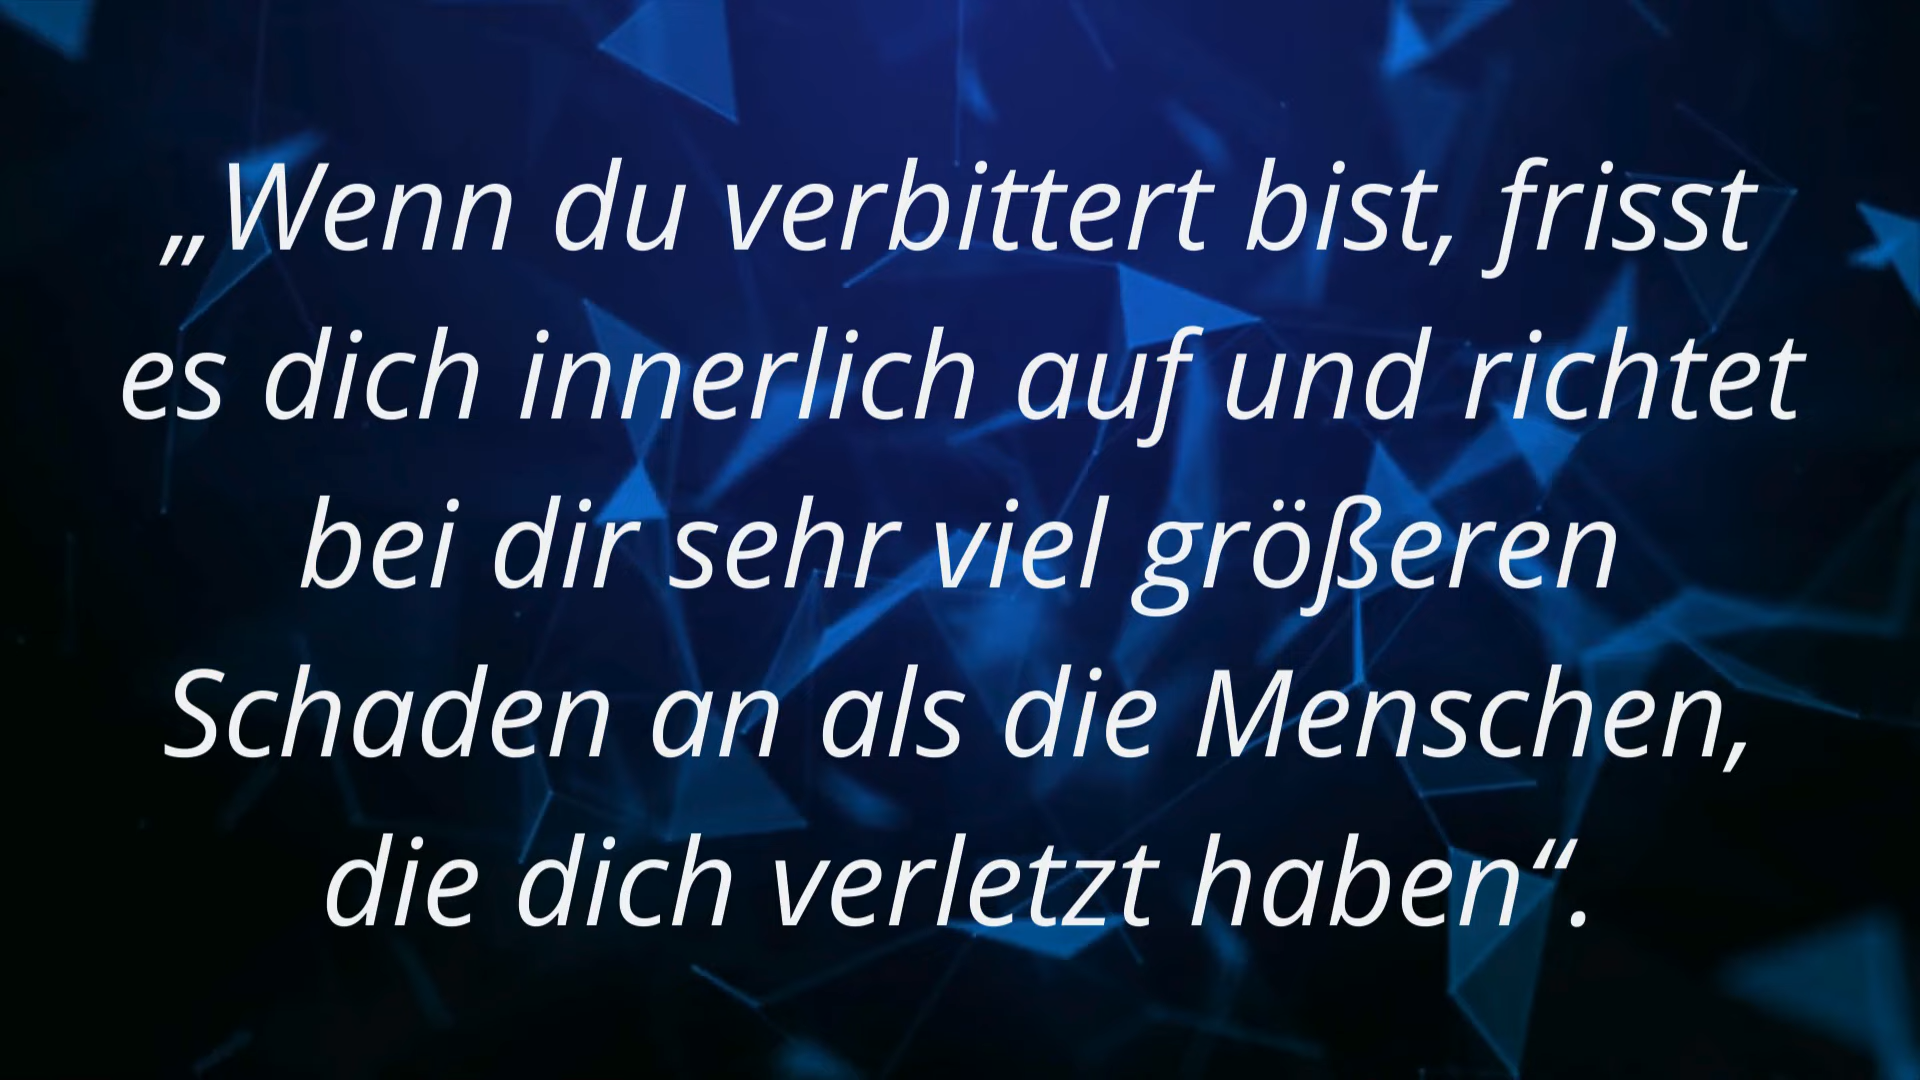 „Wenn du verbittert bist, frisst
es dich innerlich auf und richtet
bei dir sehr viel größeren
Schaden an als die Menschen,
die dich verletzt haben“.